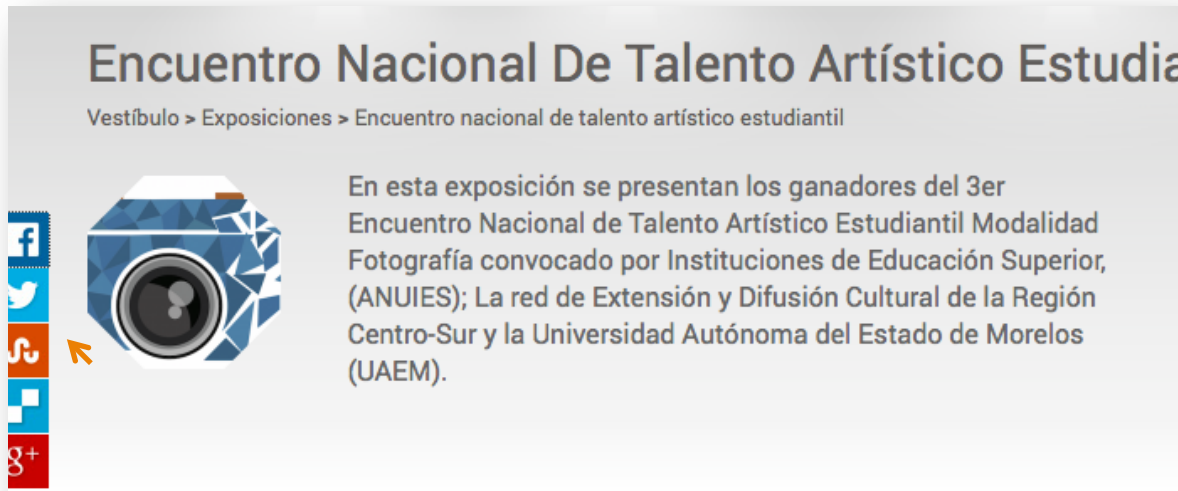 Encuentro Nacional De Talento Artístico Estudia
Vestíbulo > Exposiciones > Encuentro nacional de talento artístico estudiantil
En esta exposición se presentan los ganadores del 3er
Encuentro Nacional de Talento Artístico Estudiantil Modalidad
Fotografía convocado por Instituciones de Educación Superior,
(ANUIES); La red de Extensión y Difusión Cultural de la Región
Centro-Sur y la Universidad Autónoma del Estado de Morelos
(UAEM).
f
g+